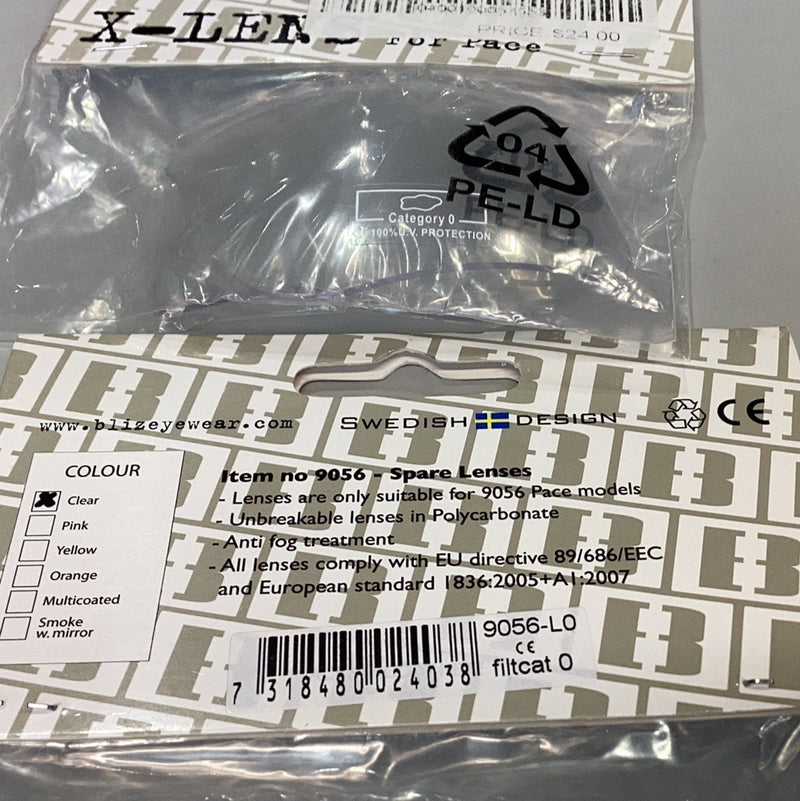 X-LEN
for Pace
PRICE $24.00
04
PE-LD
Category 0
100% U.V. PROTECTION
www.blizeyewear.com
SWEDISH DESIGN
CE
COLOUR
Clear
Pink
Yellow
Orange
Multicoated
Smoke
w.mirror
Item no 9056 - Spare Lenses
- Lenses are only suitable for 9056 Pace models
- Unbreakable lenses in Polycarbonate
- Anti fog treatment
- All lenses comply with EU directive 89/686/EEC
and European standard 1836:2005+A1:2007
9056-L0
CE
filtcat 0
7 318480 024038